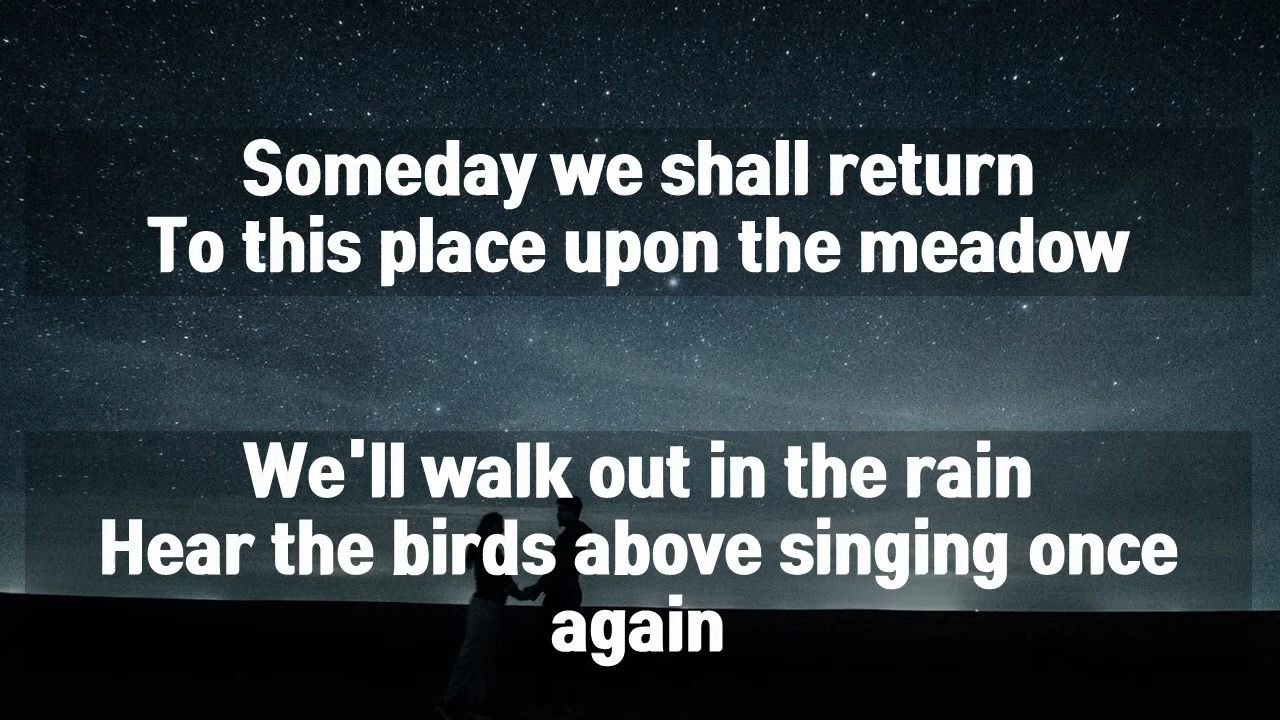 Someday we shall return
To this place upon the meadow
We'll walk out in the rain
Hear the birds above singing once
again